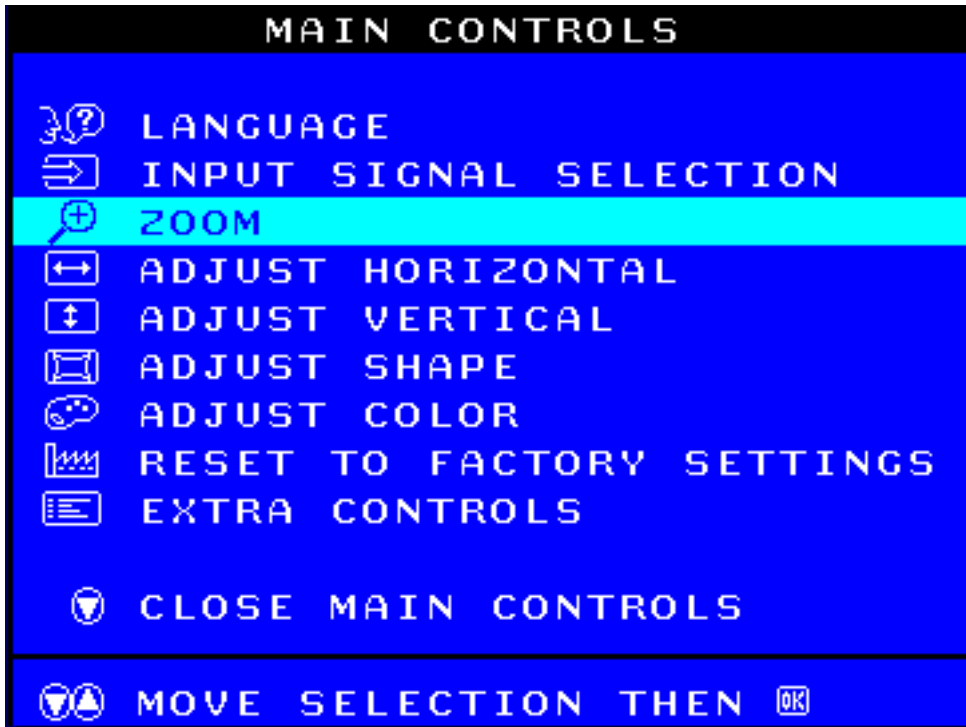 MAIN CONTROLS
LANGUAGE
INPUT SIGNAL SELECTION
ZOOM
ADJUST HORIZONTAL
ADJUST VERTICAL
ADJUST SHAPE
ADJUST COLOR
RESET TO FACTORY SETTINGS
EXTRA CONTROLS
CLOSE MAIN CONTROLS
MOVE SELECTION THEN OK